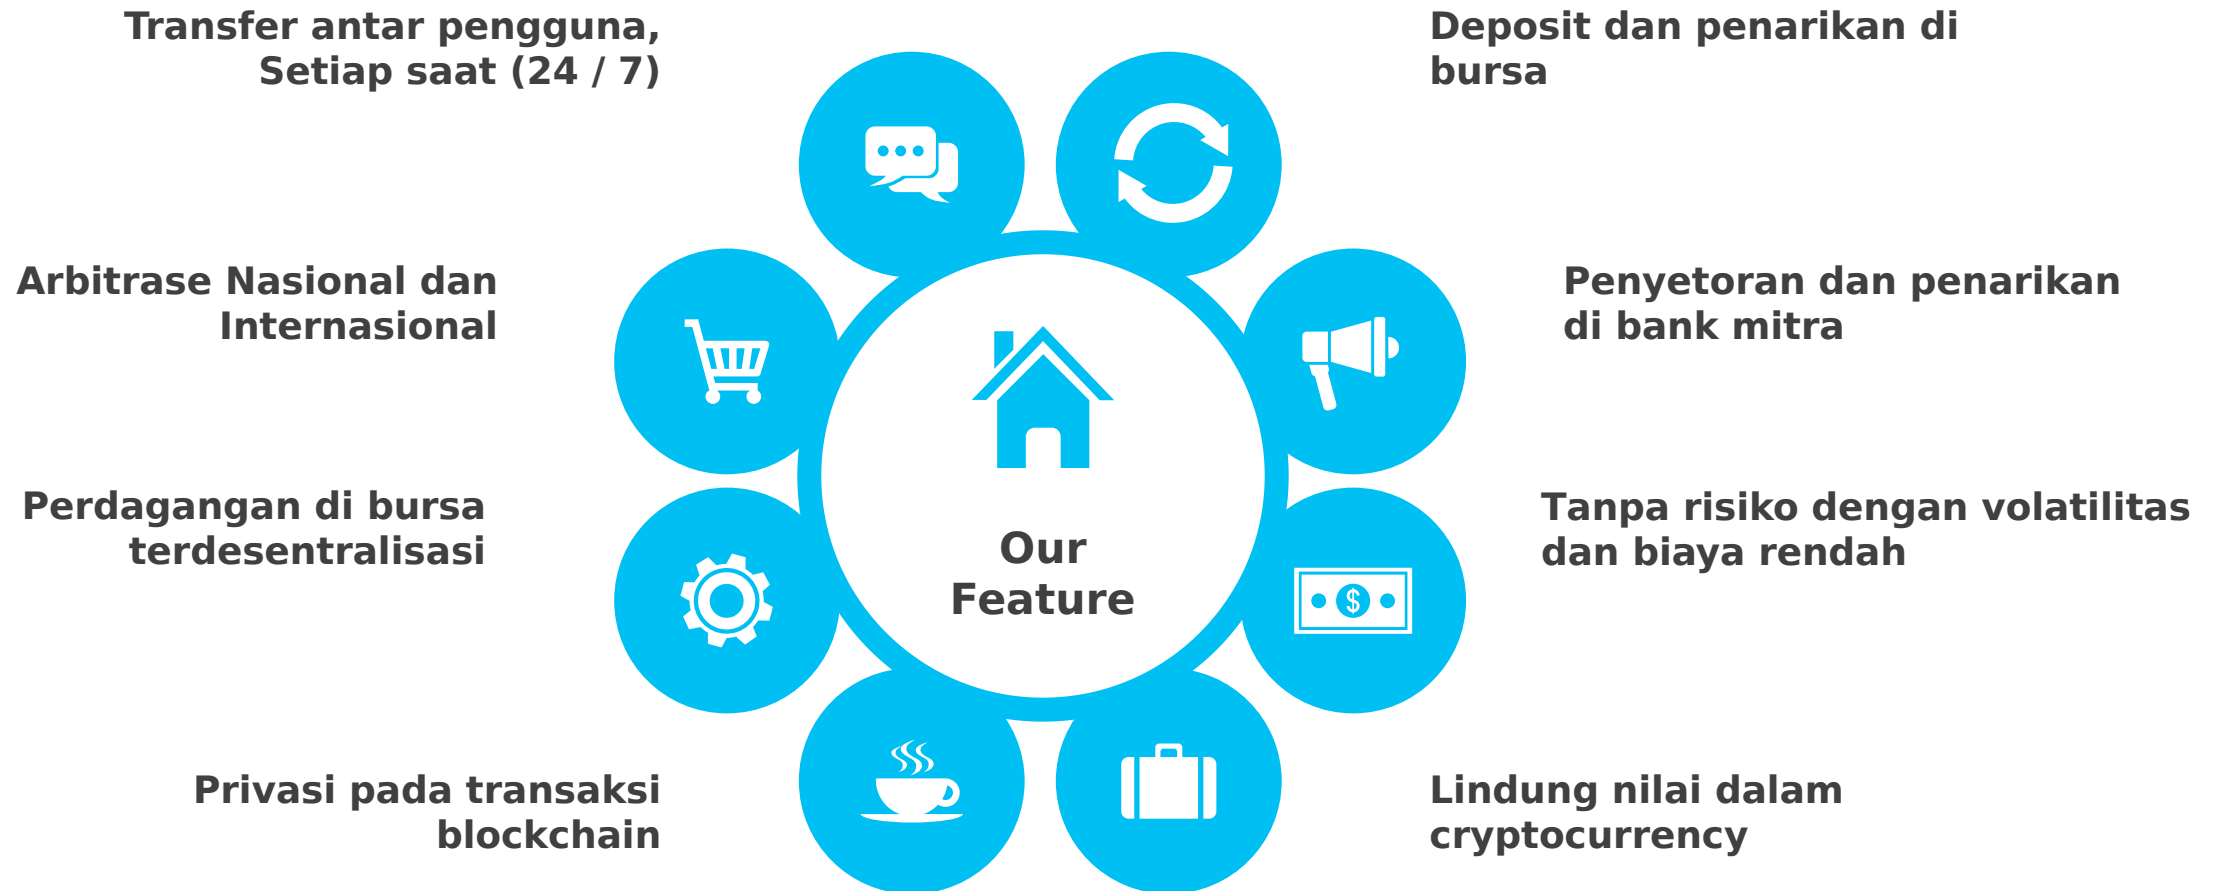 Transfer antar pengguna,
Setiap saat (24 / 7)
Deposit dan penarikan di
bursa
Arbitrase Nasional dan
Internasional
Penyetoran dan penarikan
di bank mitra
Perdagangan di bursa
terdesentralisasi
Tanpa risiko dengan volatilitas
dan biaya rendah
Our
Feature
$
Privasi pada transaksi
blockchain
Lindung nilai dalam
cryptocurrency